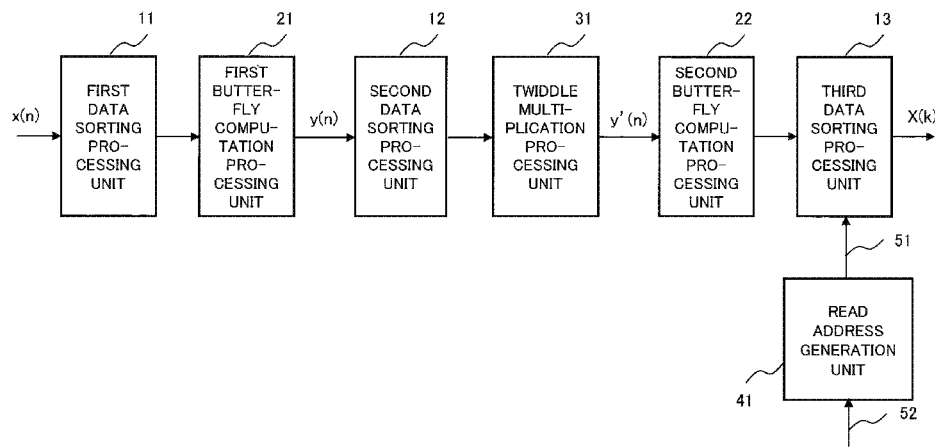 11
21
12
31
22
13
x(n)
FIRST
DATA
SORTING
PRO-
CESSING
UNIT
FIRST
BUTTER-
FLY
COMPU-
TATION
PRO-
CESSING
UNIT
y(n)
SECOND
DATA
SORTING
PRO-
CESSING
UNIT
TWIDDLE
MULTI-
PLICATION
PRO-
CESSING
UNIT
y'(n)
SECOND
BUTTER-
FLY
COMPU-
TATION
PRO-
CESSING
UNIT
THIRD
DATA
SORTING
PRO-
CESSING
UNIT
X(k)
51
READ
ADDRESS
GENERATION
UNIT
41
52